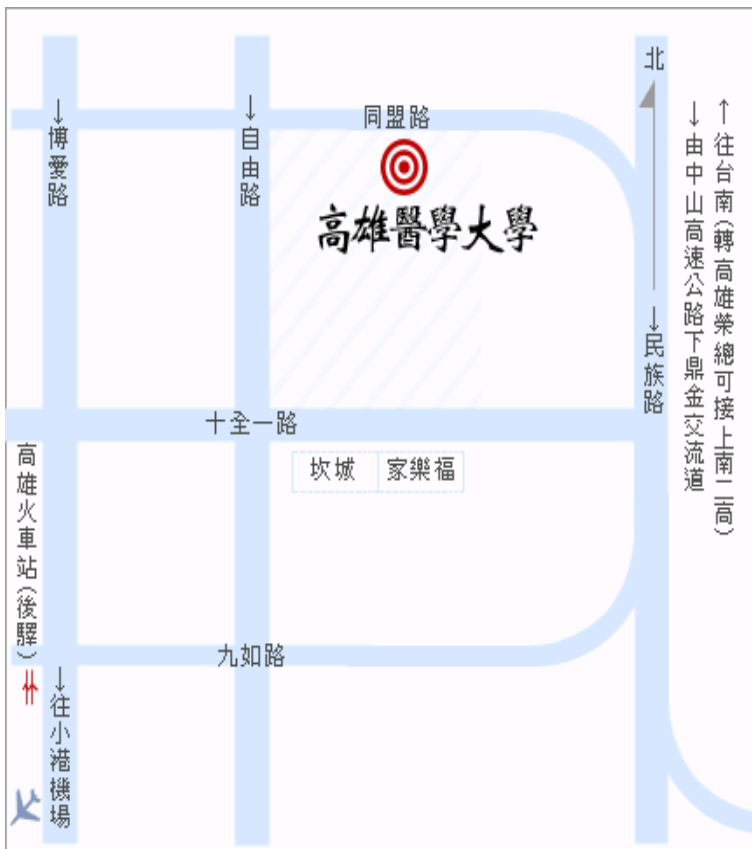 北
同盟路
↓博愛路
↓自由路
高雄醫學大學
↓民族路
↑往台南(轉高雄榮總可接上南二高)
↓由中山高速公路下鼎金交流道
十全一路
坎城
家樂福
高雄火車站(後驛)
九如路
↓往小港機場